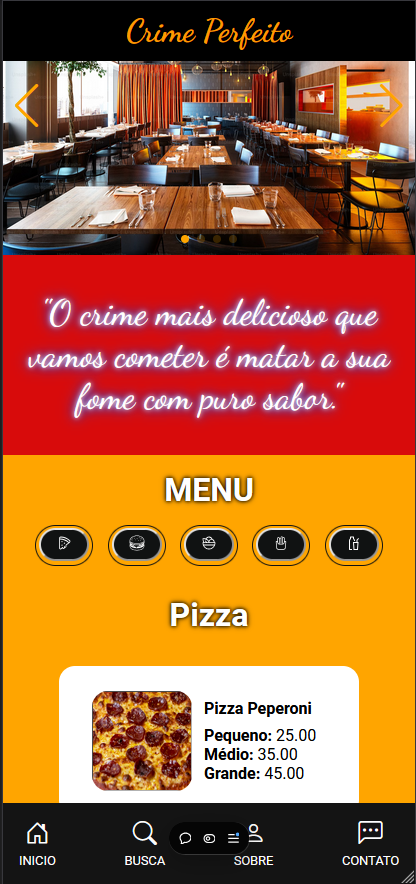 Crime Perfeito
"O crime mais delicioso que
vamos cometer é matar a sua
fome com puro sabor."
MENU
Pizza
Pizza Peperoni
Pequeno: 25.00
Médio: 35.00
Grande: 45.00
INICIO
BUSCA
SOBRE
CONTATO